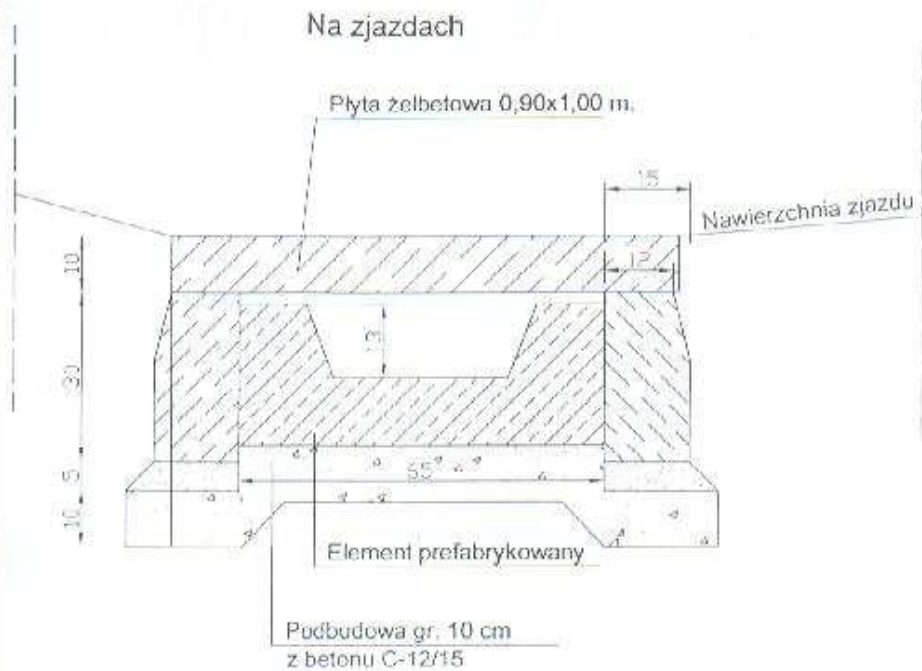 Na zjazdach
Płyta żelbetowa 0,90x1,00 m.
15
Nawierzchnia zjazdu
10
12
13
30
5
65
10
Element prefabrykowany
Podbudowa gr. 10 cm
z betonu C-12/15